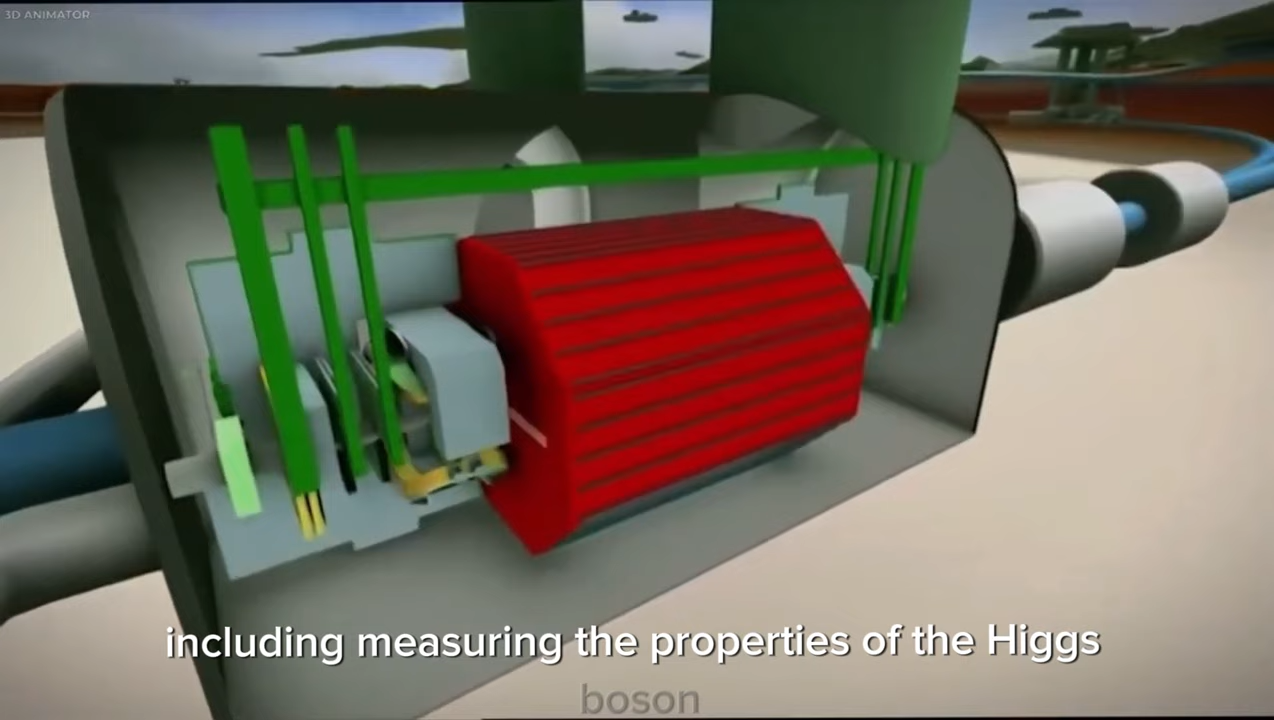 3D ANIMATOR
including measuring the properties of the Higgs
boson